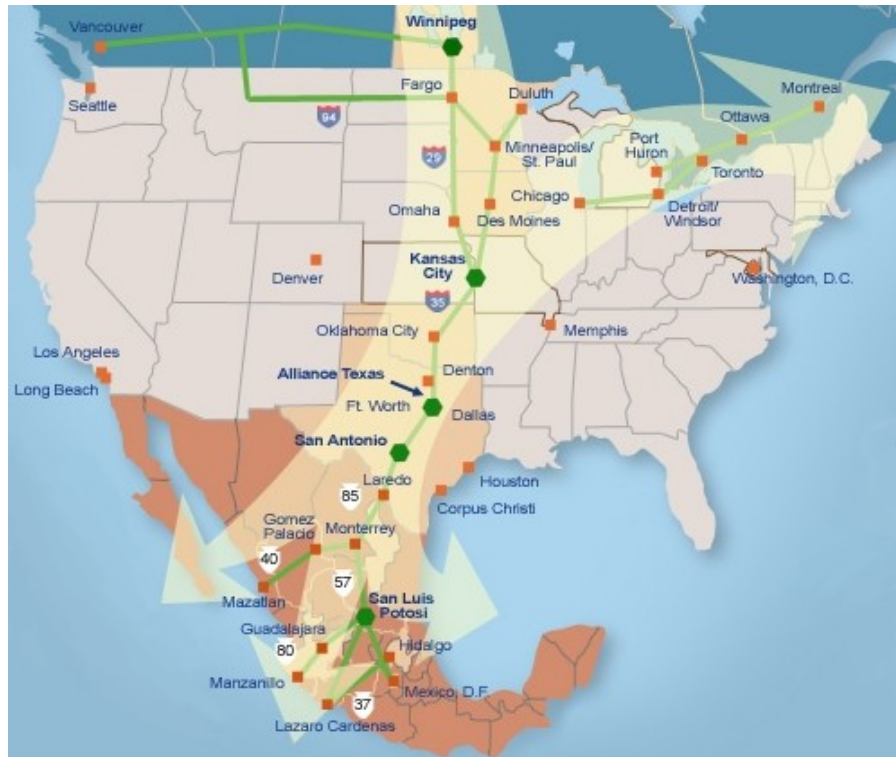 Vancouver
Winnipeg
Seattle
Fargo
Duluth
Montreal
94
Ottawa
29
Minneapolis/
St. Paul
Port
Huron
Toronto
Chicago
Detroit/
Windsor
Omaha
Des Moines
Kansas
City
Denver
Washington, D.C.
35
Oklahoma City
Memphis
Los Angeles
Long Beach
Alliance Texas
Denton
Ft. Worth
Dallas
San Antonio
Laredo
Houston
85
Corpus Christi
Gomez
Palacio
Monterrey
40
57
Mazatlan
San Luis
Potosi
Guadalajara
80
Hidalgo
Manzanillo
Mexico, D.F.
37
Lazaro Cardenas